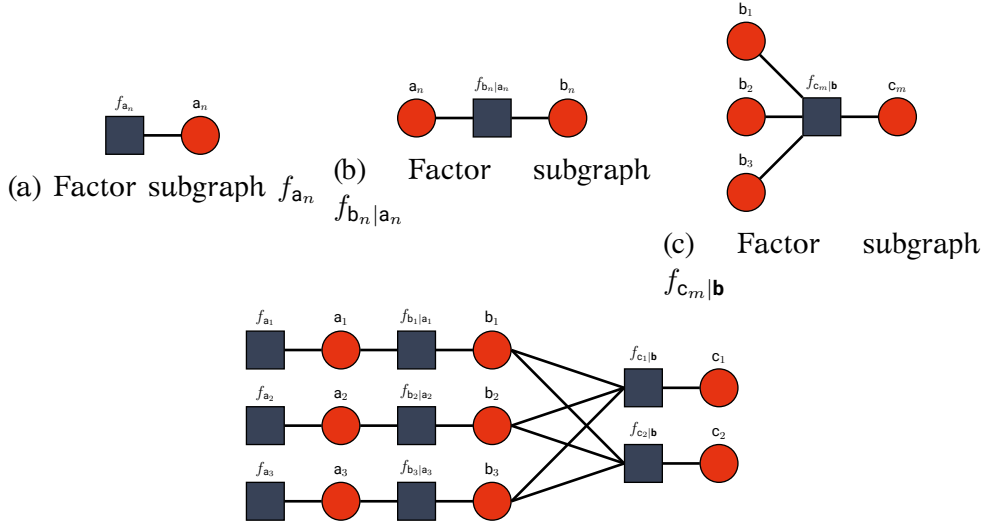 f_{a_n} a_n
(a) Factor subgraph f_{a_n}
a_n f_{b_n|a_n} b_n
(b) Factor subgraph
f_{b_n|a_n}
b_1
b_2
b_3
f_{c_m|b} c_m
(c) Factor subgraph
f_{c_m|b}
f_{a_1} a_1 f_{b_1|a_1} b_1
f_{a_2} a_2 f_{b_2|a_2} b_2
f_{a_3} a_3 f_{b_3|a_3} b_3
f_{c_1|b} c_1
f_{c_2|b} c_2